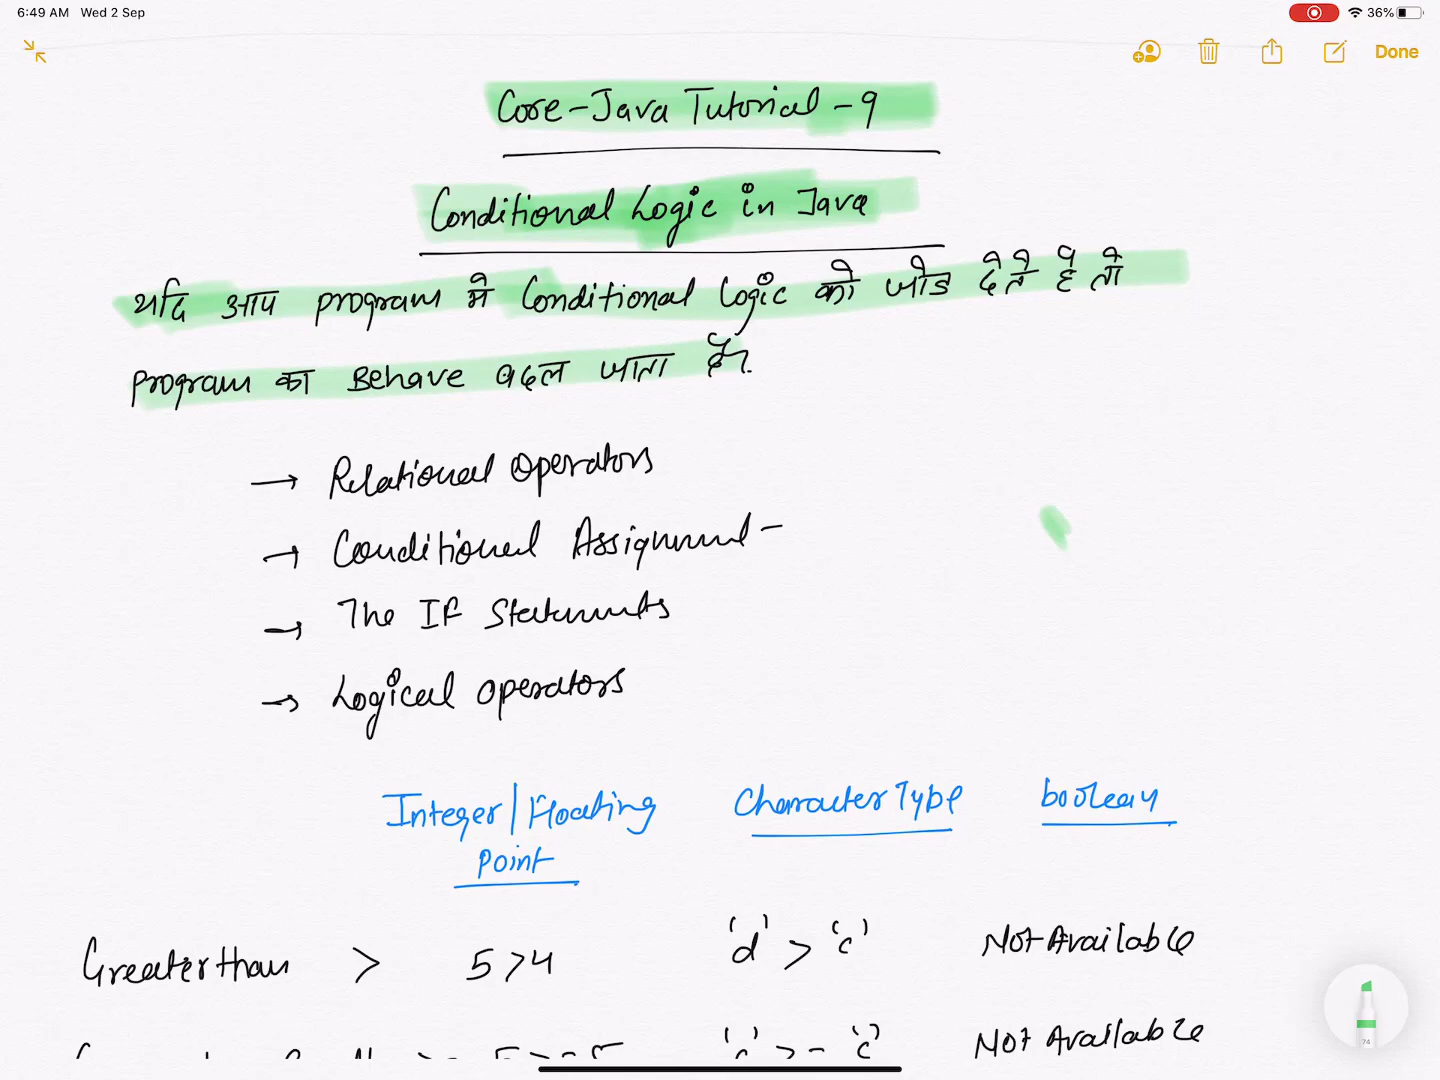 6:49 AM Wed 2 Sep
36%
Done
Core-Java Tutorial - 9
Conditional Logic in Java
यदि आप program मे Conditional Logic को जोड देते है तो
program का Behave बदल जाता है.
→ Relational Operators
→ Conditional Assignment
→ The IF Statements
→ Logical Operators
Integer/Floating Character Type boolean
Point
Greater than > 5>4 'd' > 'c' Not Available
'c' >= 'c' Not Available
74